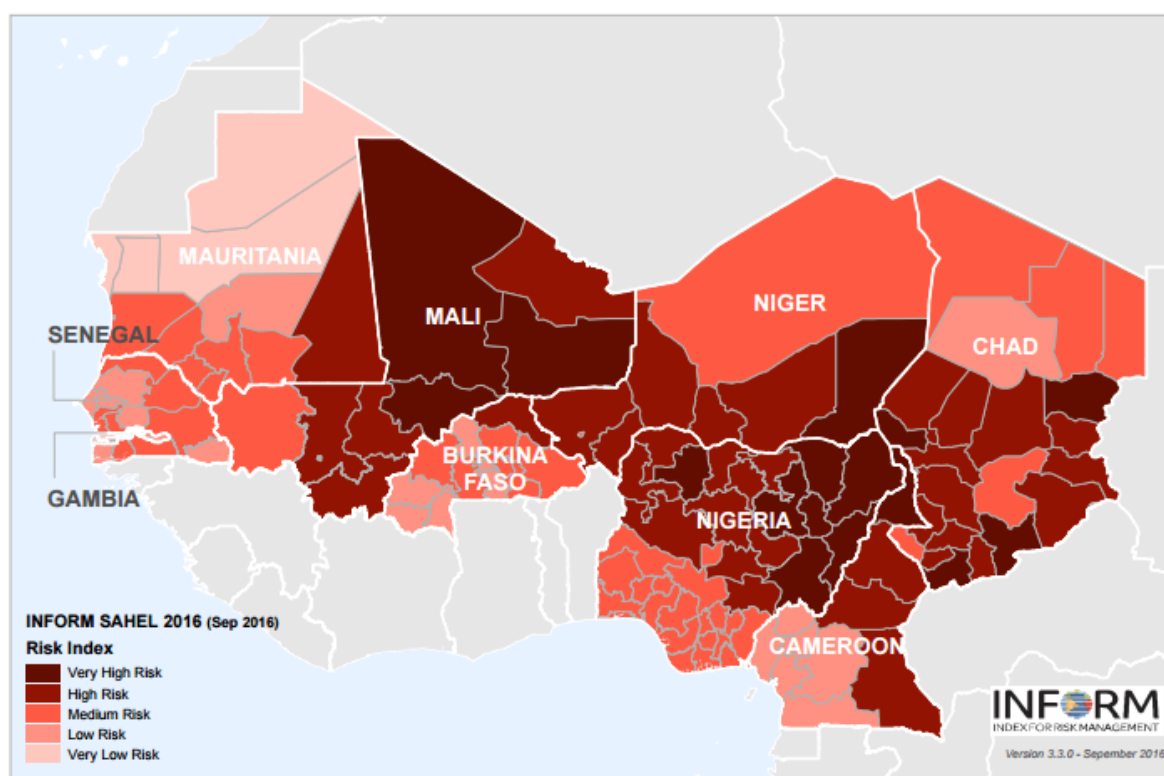 MAURITANIA
MALI
NIGER
CHAD
SENEGAL
GAMBIA
BURKINA
FASO
NIGERIA
CAMEROON
INFORM SAHEL 2016 (Sep 2016)
Risk Index
Very High Risk
High Risk
Medium Risk
Low Risk
Very Low Risk
INFORM
INDEX FOR RISK MANAGEMENT
Version 3.3.0 - Sepember 2016